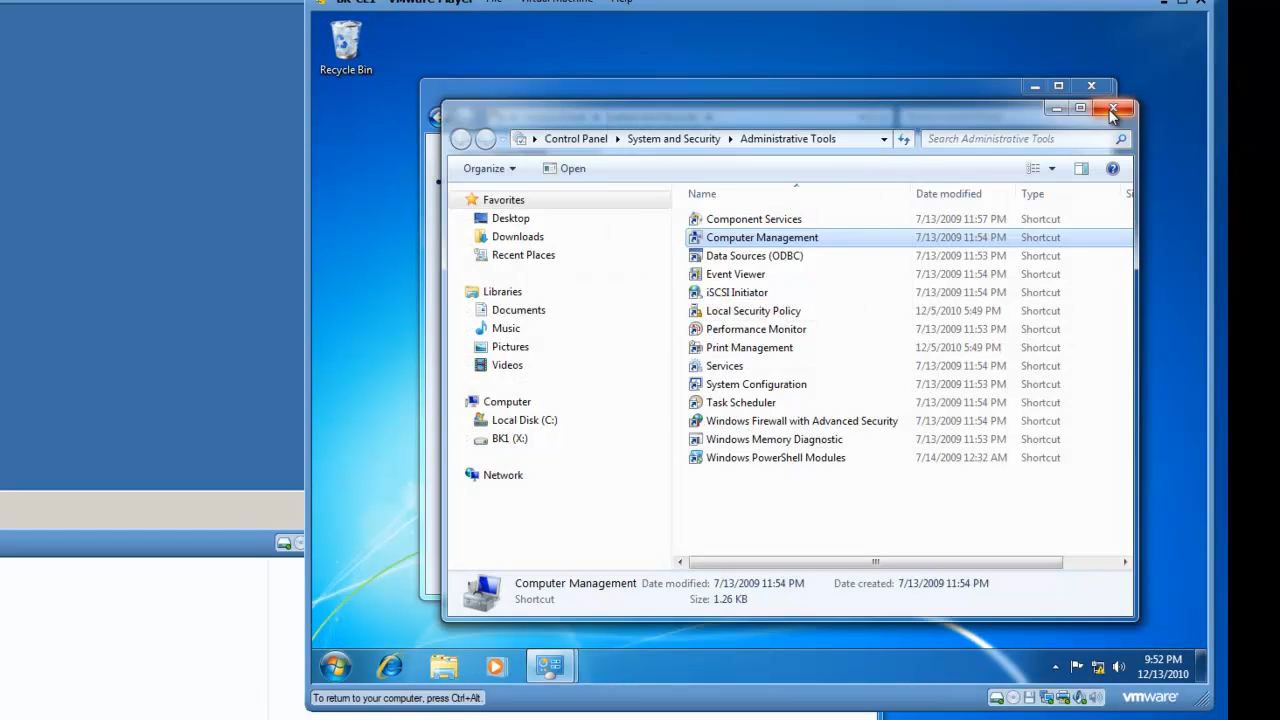 BK-CL1 - VMware Player File Virtual Machine Help
Recycle Bin
Control Panel System and Security Administrative Tools Search Administrative Tools
Organize Open
Favorites
Desktop
Downloads
Recent Places
Libraries
Documents
Music
Pictures
Videos
Computer
Local Disk (C:)
BK1 (X:)
Network
Name Date modified Type Si
Component Services 7/13/2009 11:57 PM Shortcut
Computer Management 7/13/2009 11:54 PM Shortcut
Data Sources (ODBC) 7/13/2009 11:53 PM Shortcut
Event Viewer 7/13/2009 11:54 PM Shortcut
iSCSI Initiator 7/13/2009 11:54 PM Shortcut
Local Security Policy 12/5/2010 5:49 PM Shortcut
Performance Monitor 7/13/2009 11:53 PM Shortcut
Print Management 12/5/2010 5:49 PM Shortcut
Services 7/13/2009 11:54 PM Shortcut
System Configuration 7/13/2009 11:53 PM Shortcut
Task Scheduler 7/13/2009 11:54 PM Shortcut
Windows Firewall with Advanced Security 7/13/2009 11:54 PM Shortcut
Windows Memory Diagnostic 7/13/2009 11:53 PM Shortcut
Windows PowerShell Modules 7/14/2009 12:32 AM Shortcut
Computer Management Date modified: 7/13/2009 11:54 PM Date created: 7/13/2009 11:54 PM
Shortcut Size: 1.26 KB
9:52 PM
12/13/2010
To return to your computer, press Ctrl+Alt.
vmware